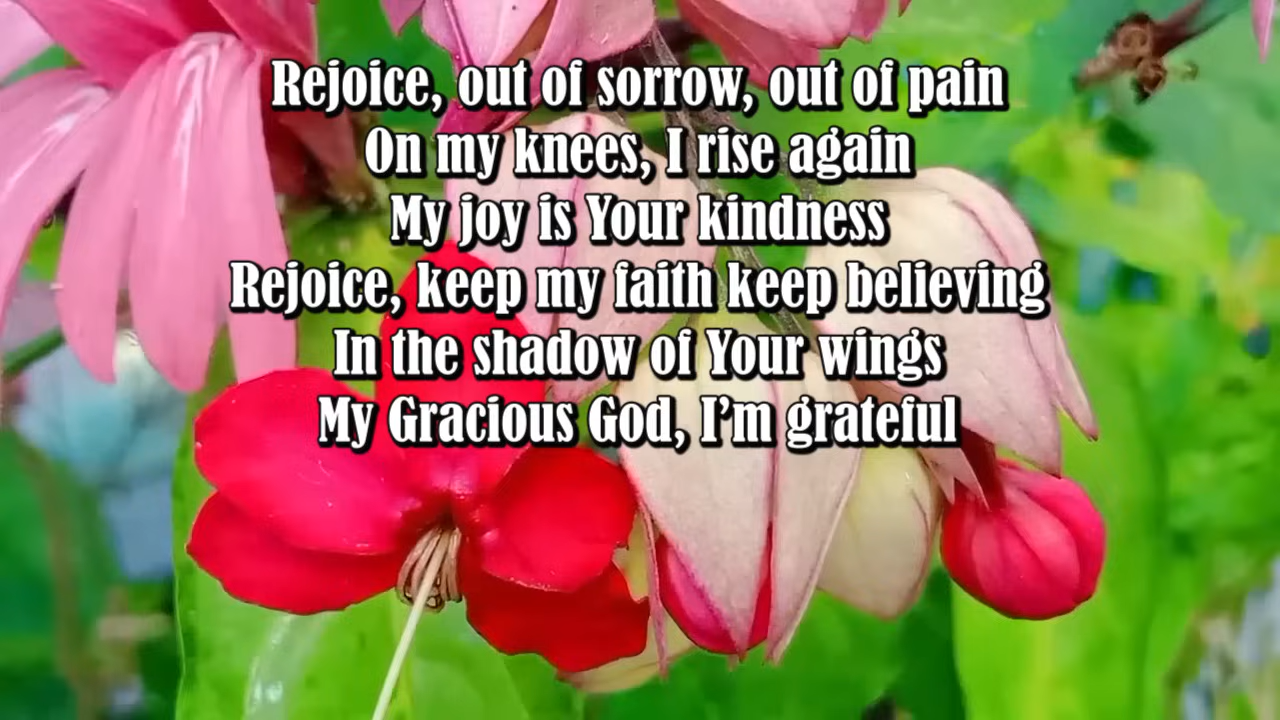 Rejoice, out of sorrow, out of pain
On my knees, I rise again
My joy is Your kindness
Rejoice, keep my faith keep believing
In the shadow of Your wings
My Gracious God, I’m grateful